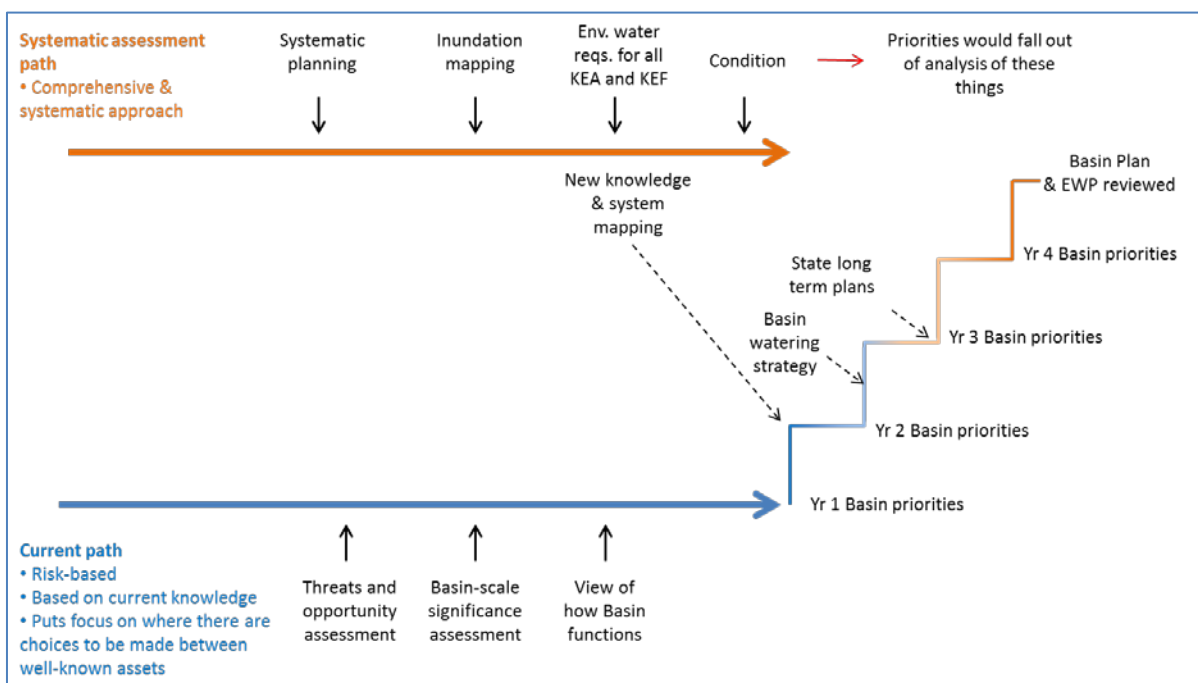 Systematic assessment
path
• Comprehensive &
systematic approach
Systematic
planning
Inundation
mapping
Env. water
reqs. for all
KEA and KEF
Condition
Priorities would fall out
of analysis of these
things
New knowledge
& system
mapping
Basin Plan
& EWP reviewed
State long
term plans
Yr 4 Basin priorities
Basin
watering
strategy
Yr 3 Basin priorities
Yr 2 Basin priorities
Yr 1 Basin priorities
Current path
• Risk-based
• Based on current knowledge
• Puts focus on where there are
choices to be made between
well-known assets
Threats and
opportunity
assessment
Basin-scale
significance
assessment
View of
how Basin
functions